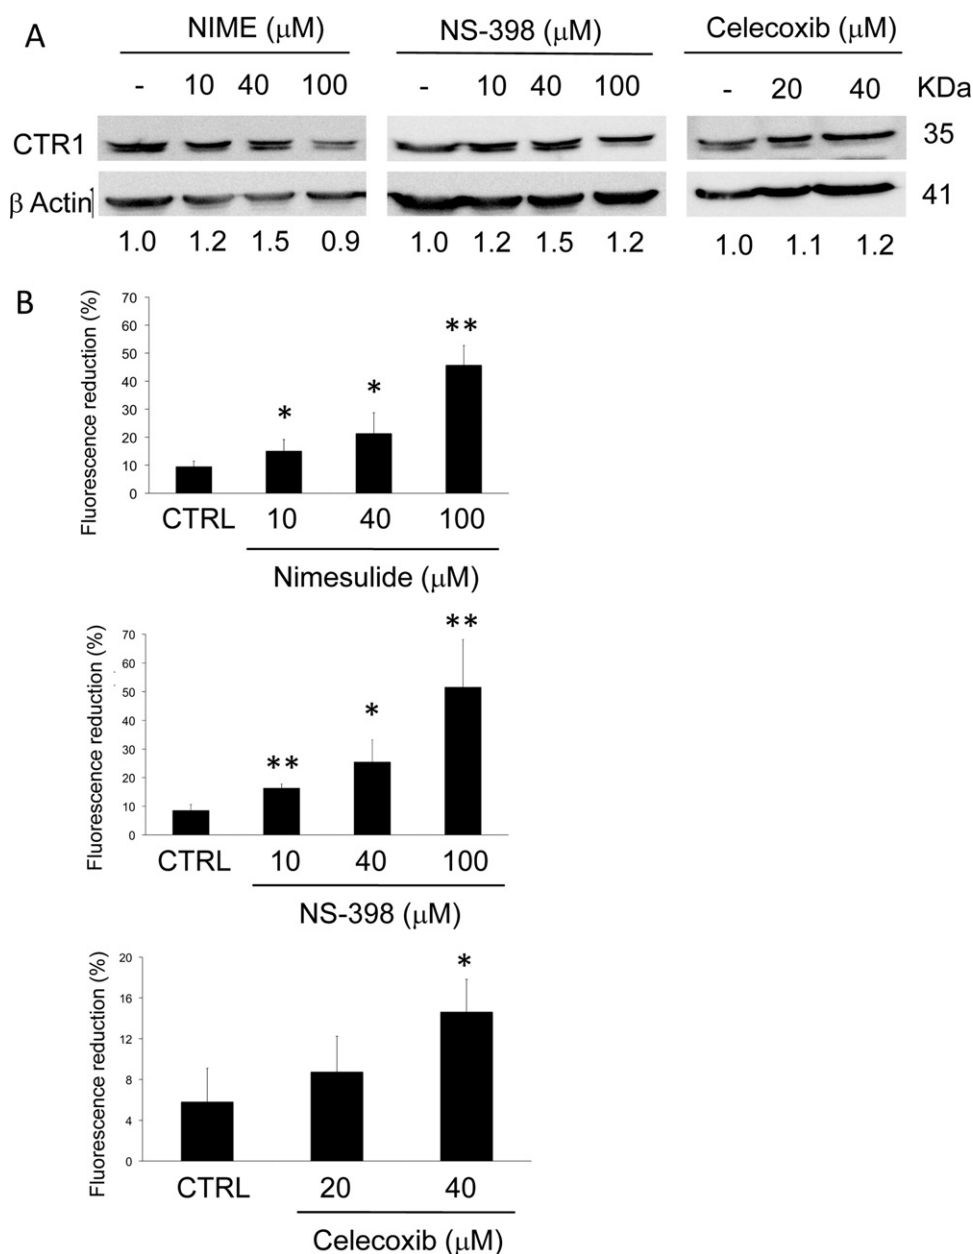 A
NIME (μM) NS-398 (μM) Celecoxib (μM)
- 10 40 100 - 10 40 100 - 20 40 KDa
CTR1 35
β Actin 41
1.0 1.2 1.5 0.9 1.0 1.2 1.5 1.2 1.0 1.1 1.2
B
Fluorescence reduction (%)
70
60
50
40
30
20
10
0
* * **
CTRL 10 40 100
Nimesulide (μM)
Fluorescence reduction (%)
70
60
50
40
30
20
10
0
** * **
CTRL 10 40 100
NS-398 (μM)
Fluorescence reduction (%)
20
16
12
8
4
0
*
CTRL 20 40
Celecoxib (μM)